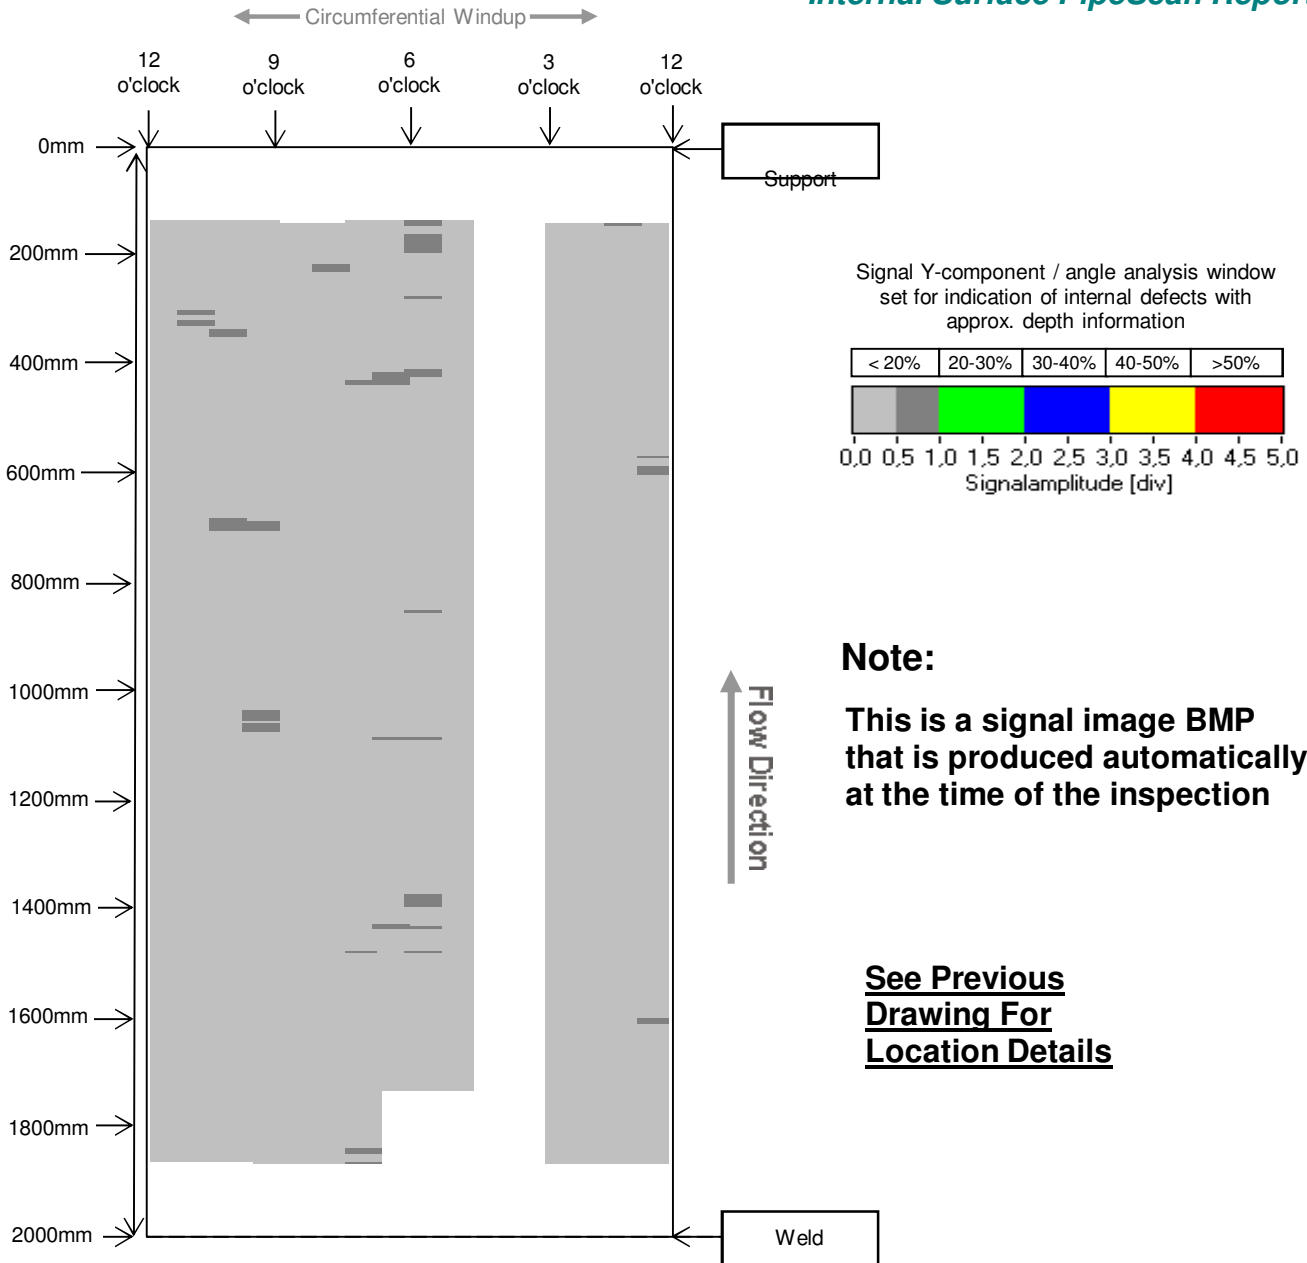 Internal Surface PipeScan Report
Circumferential Windup
12 o'clock
9 o'clock
6 o'clock
3 o'clock
12 o'clock
0mm
200mm
400mm
600mm
800mm
1000mm
1200mm
1400mm
1600mm
1800mm
2000mm
Support
Signal Y-component / angle analysis window
set for indication of internal defects with
approx. depth information
< 20% 20-30% 30-40% 40-50% >50%
0,0 0,5 1,0 1,5 2,0 2,5 3,0 3,5 4,0 4,5 5,0
Signalamplitude [div]
Flow Direction
Note:
This is a signal image BMP
that is produced automatically
at the time of the inspection
See Previous
Drawing For
Location Details
Weld